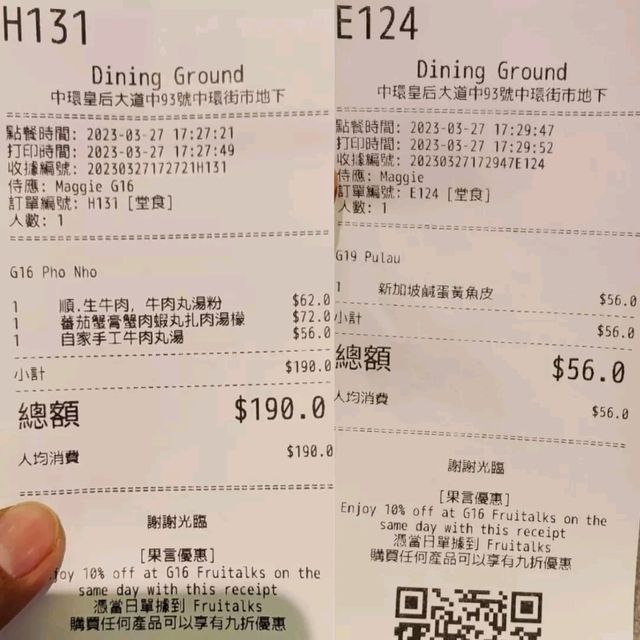 H131
Dining Ground
中環皇后大道中93號中環街市地下
點餐時間: 2023-03-27 17:27:21
打印時間: 2023-03-27 17:27:49
收據編號: 20230327172721H131
侍應: Maggie G16
訂單編號: H131 [堂食]
人數: 1
G16 Pho Nho
1 順.生牛肉, 牛肉丸湯粉 $62.0
1 蕃茄蟹膏蟹肉蝦丸扎肉湯檬 $72.0
1 自家手工牛肉丸湯 $56.0
小計 $190.0
總額 $190.0
人均消費 $190.0
謝謝光臨
[果言優惠]
joy 10% off at G16 Fruitalks on the
same day with this receipt
憑當日單據到 Fruitalks
購買任何產品可以享有九折優惠
E124
Dining Ground
中環皇后大道中93號中環街市地下
點餐時間: 2023-03-27 17:29:47
打印時間: 2023-03-27 17:29:52
收據編號: 20230327172947E124
侍應: Maggie
訂單編號: E124 [堂食]
人數: 1
G19 Pulau
1 新加坡鹹蛋黃魚皮 $56.0
小計 $56.0
總額 $56.0
人均消費 $56.0
謝謝光臨
[果言優惠]
Enjoy 10% off at G16 Fruitalks on the
same day with this receipt
憑當日單據到 Fruitalks
購買任何產品可以享有九折優惠